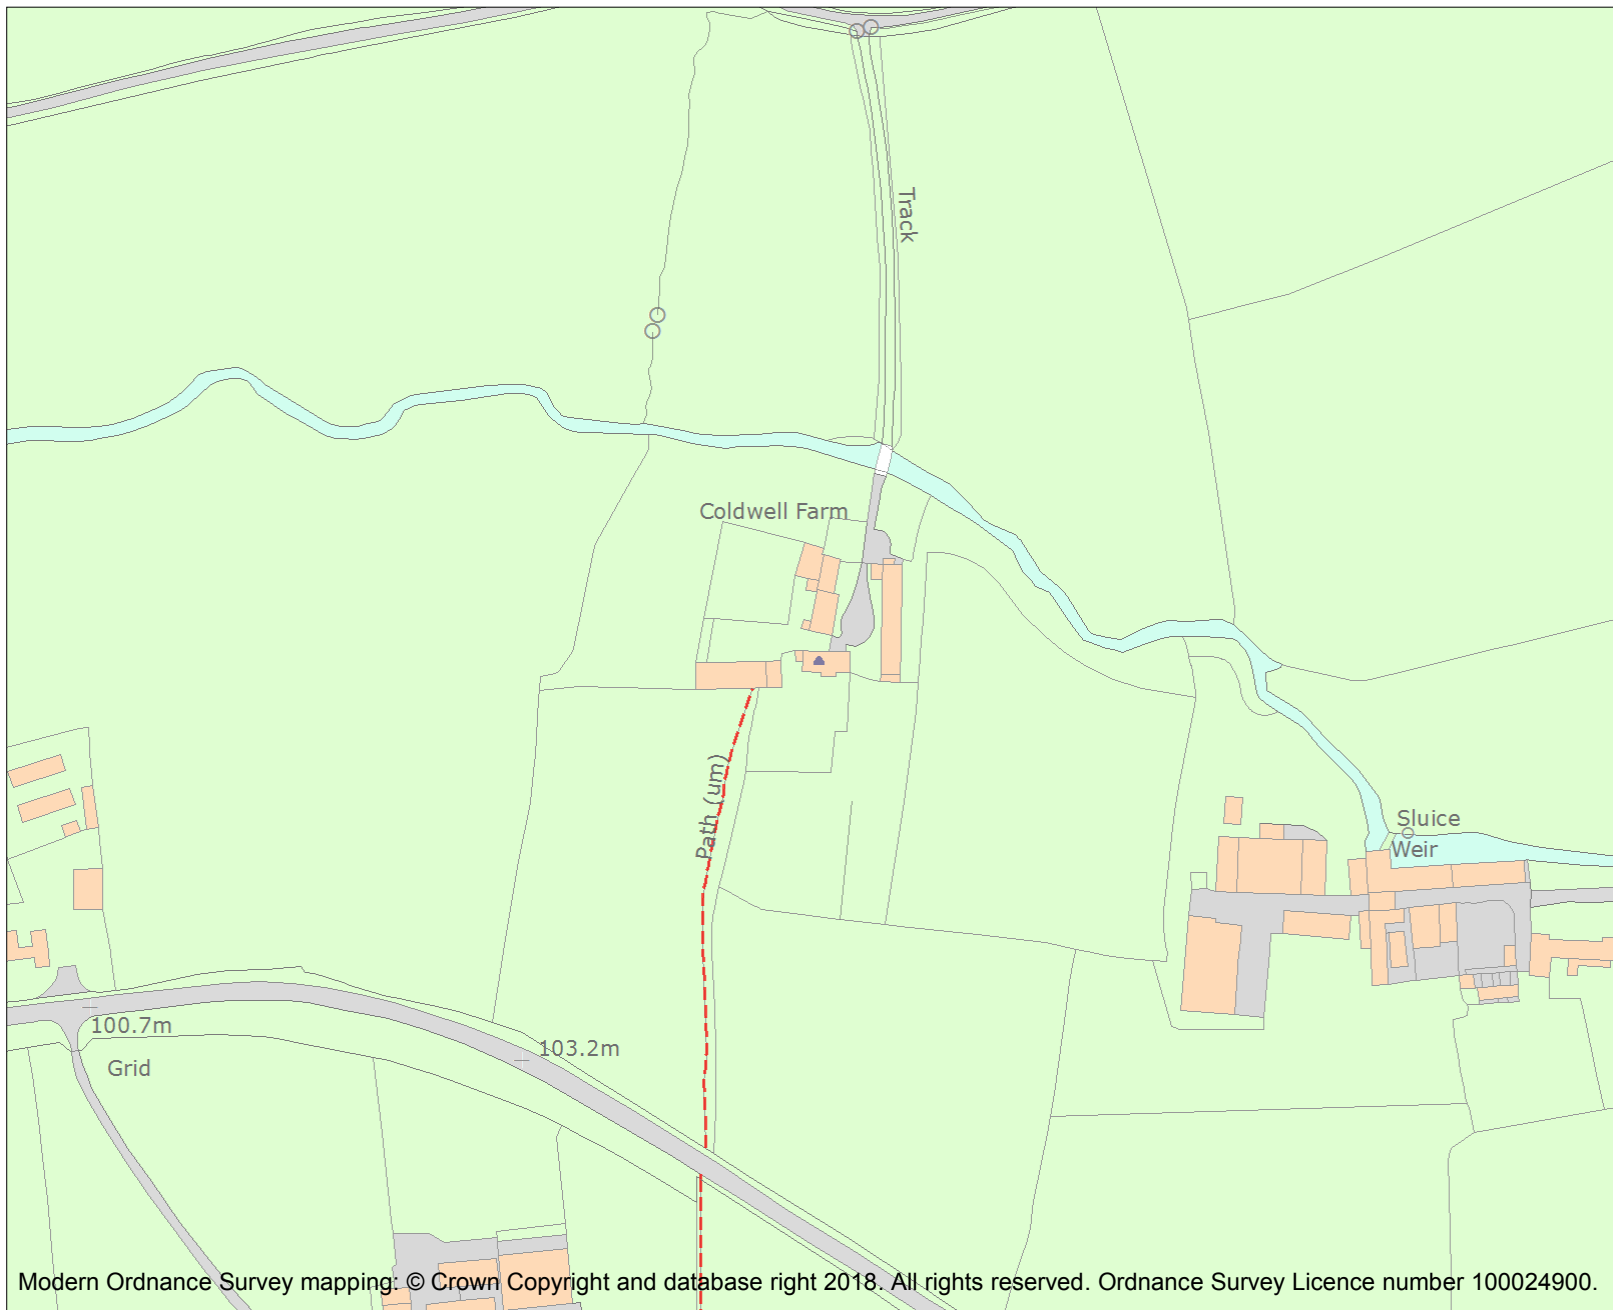 Track
Coldwell Farm
Path (um)
Sluice
Weir
100.7m
103.2m
Grid
Modern Ordnance Survey mapping: © Crown Copyright and database right 2018. All rights reserved. Ordnance Survey Licence number 100024900.